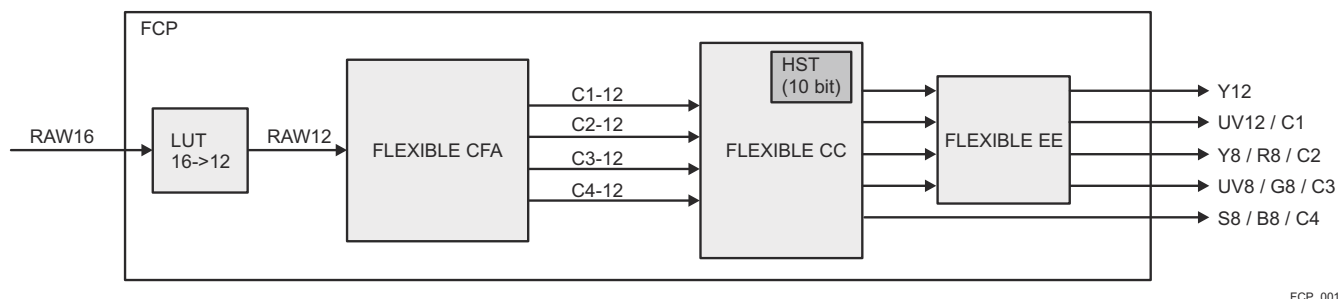 FCP
RAW16
LUT
16->12
RAW12
FLEXIBLE CFA
C1-12
C2-12
C3-12
C4-12
FLEXIBLE CC
HST
(10 bit)
FLEXIBLE EE
Y12
UV12 / C1
Y8 / R8 / C2
UV8 / G8 / C3
S8 / B8 / C4
FCP_001